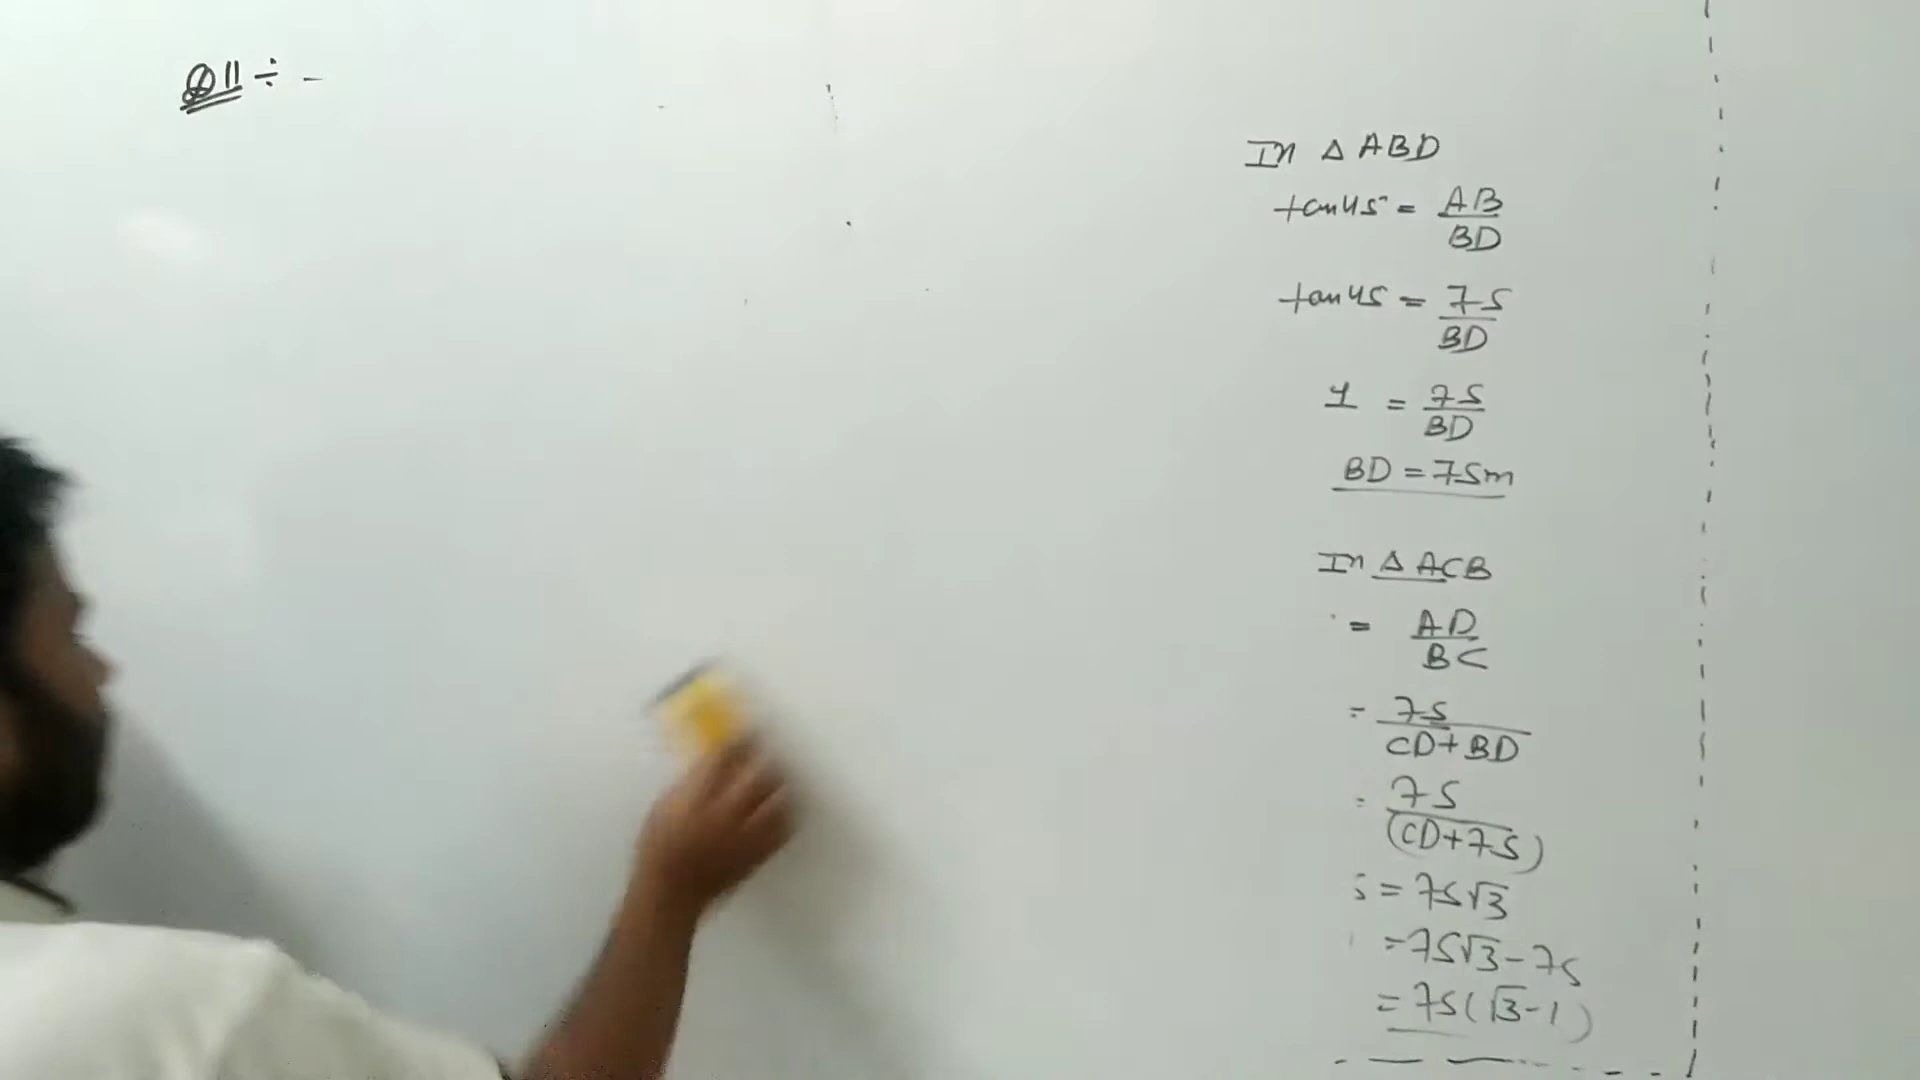 Q11 ÷ -
In △ ABD
tan45° = AB/BD
tan45 = 75/BD
1 = 75/BD
BD = 75m
In △ ACB
= AD/BC
= 75/CD+BD
= 75/(CD+75)
5 = 75√3
= 75√3 - 75
= 75(√3-1)